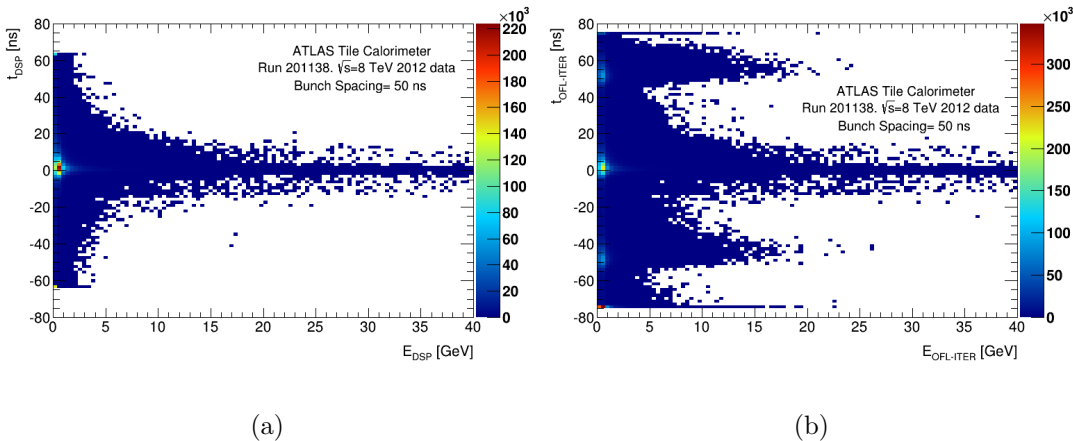 ×10³
t_DSP [ns]
80
60
40
20
0
-20
-40
-60
-80
ATLAS Tile Calorimeter
Run 201138. √s=8 TeV 2012 data
Bunch Spacing= 50 ns
220
200
180
160
140
120
100
80
60
40
20
0
0 5 10 15 20 25 30 35 40
E_DSP [GeV]
(a)
×10³
t_OFL-ITER [ns]
80
60
40
20
0
-20
-40
-60
-80
ATLAS Tile Calorimeter
Run 201138. √s=8 TeV 2012 data
Bunch Spacing= 50 ns
300
250
200
150
100
50
0
0 5 10 15 20 25 30 35 40
E_OFL-ITER [GeV]
(b)